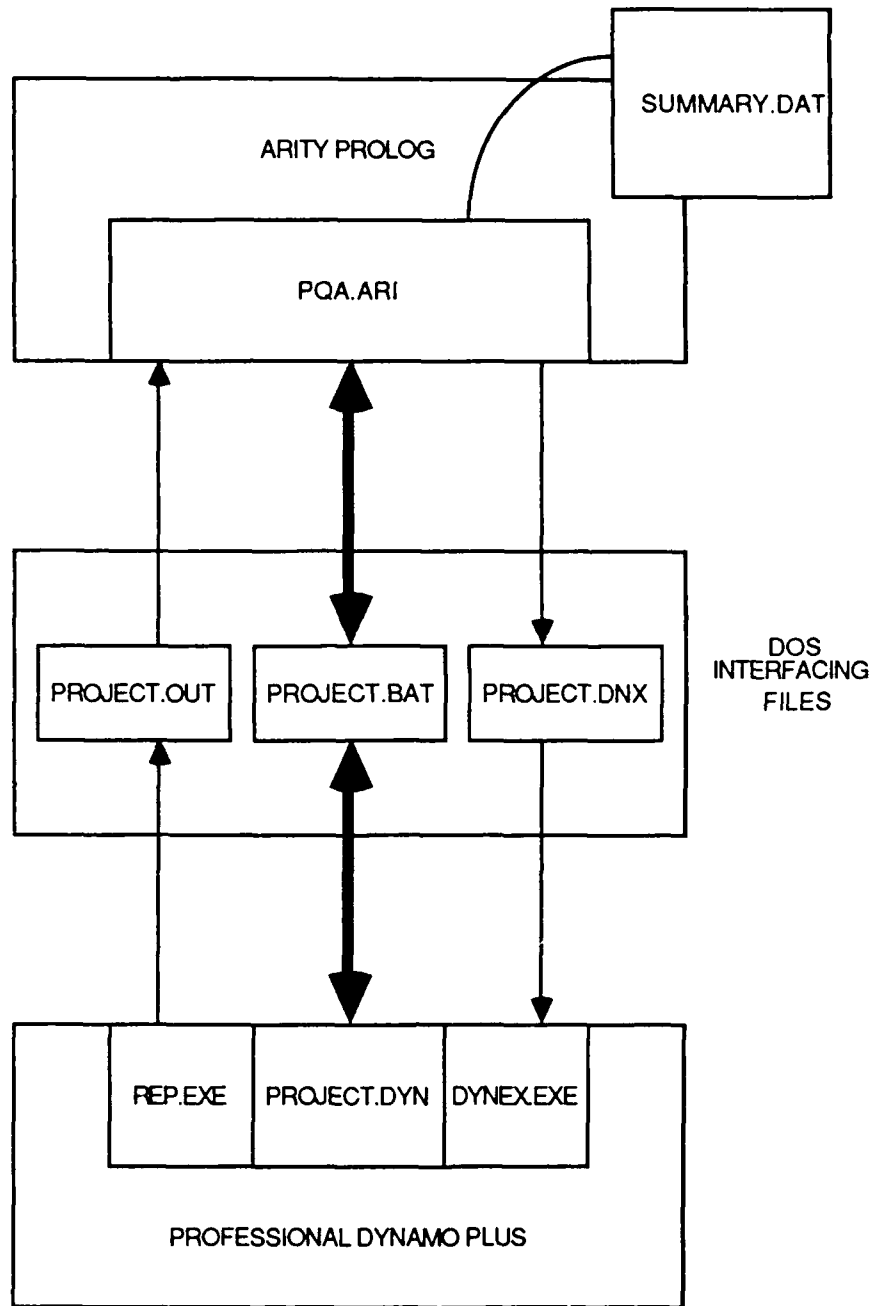 SUMMARY.DAT
ARITY PROLOG
PQA.ARI
PROJECT.OUT
PROJECT.BAT
PROJECT.DNX
DOS
INTERFACING
FILES
REP.EXE
PROJECT.DYN
DYNEX.EXE
PROFESSIONAL DYNAMO PLUS